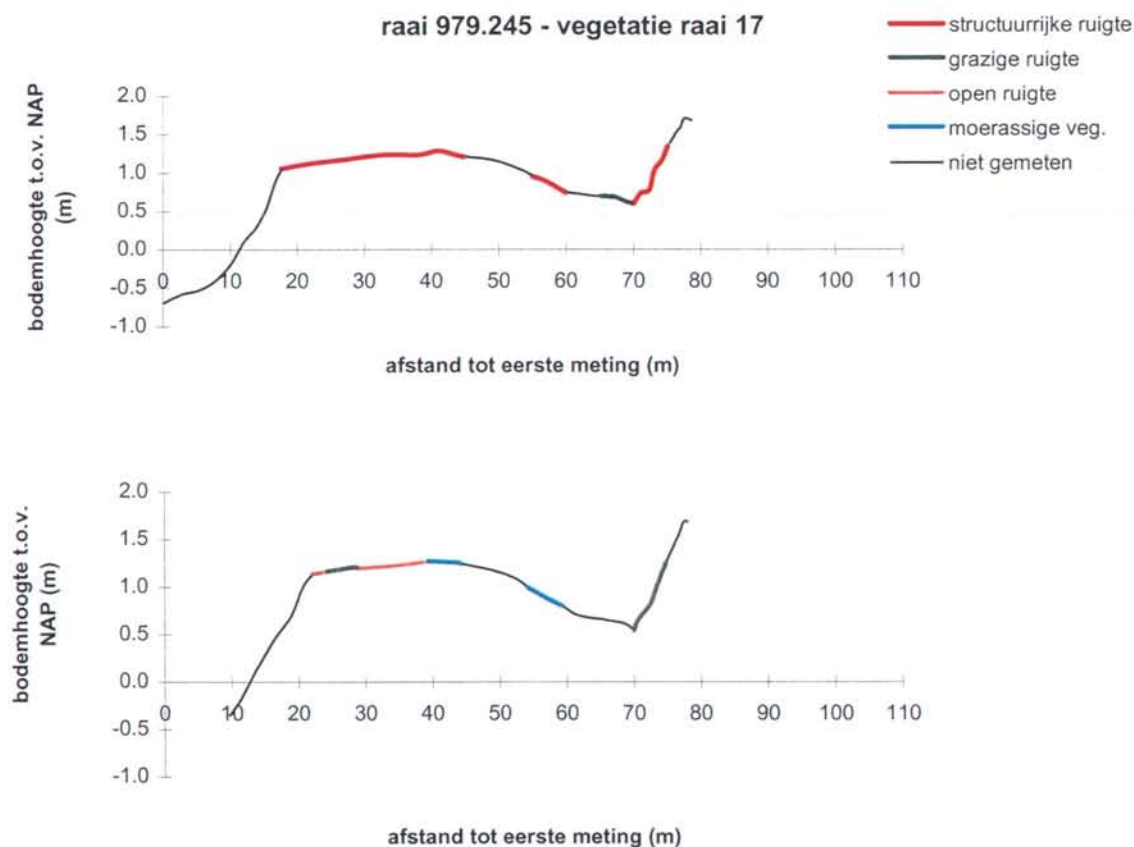 raai 979.245 - vegetatie raai 17
structuurrijke ruigte
grazige ruigte
open ruigte
moerassige veg.
niet gemeten
bodemhoogte t.o.v. NAP
(m)
2.0
1.5
1.0
0.5
0.0
-0.5
-1.0
0 10 20 30 40 50 60 70 80 90 100 110
afstand tot eerste meting (m)
bodemhoogte t.o.v.
NAP (m)
2.0
1.5
1.0
0.5
0.0
-0.5
-1.0
0 10 20 30 40 50 60 70 80 90 100 110
afstand tot eerste meting (m)